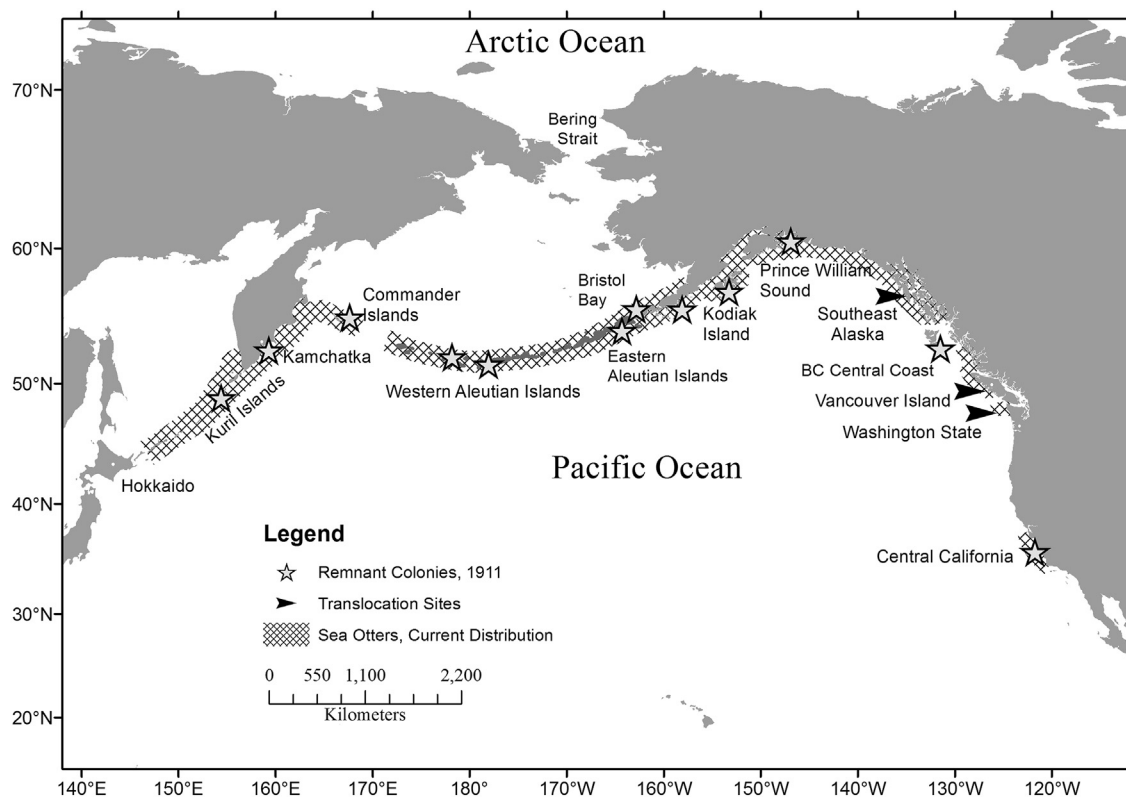 Arctic Ocean
70°N
Bering
Strait
60°N
Commander
Islands
Bristol
Bay
Prince William
Sound
Kodiak
Island
Southeast
Alaska
Kamchatka
Eastern
Aleutian Islands
BC Central Coast
50°N
Western Aleutian Islands
Kuril Islands
Vancouver Island
Washington State
Pacific Ocean
Hokkaido
40°N
Legend
Remnant Colonies, 1911
Translocation Sites
Sea Otters, Current Distribution
Central California
30°N
0 550 1,100 2,200
Kilometers
20°N
140°E 150°E 160°E 170°E 180° 170°W 160°W 150°W 140°W 130°W 120°W